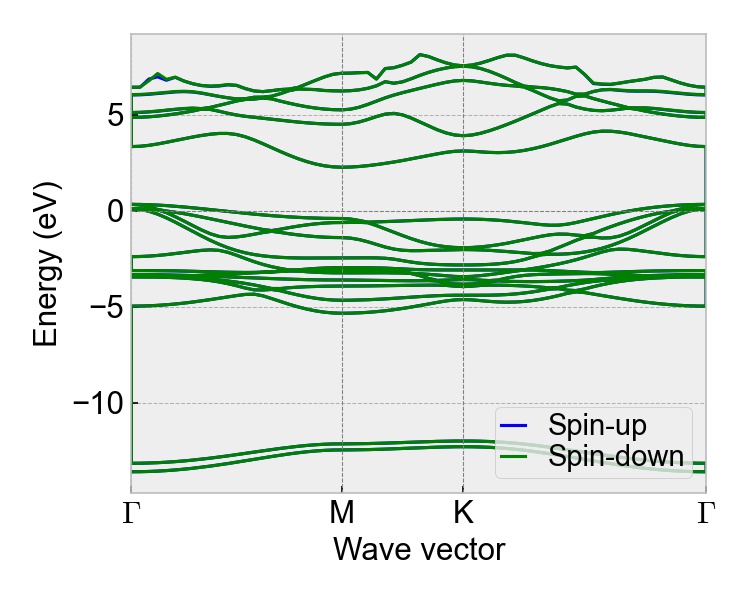 Energy (eV)
5
0
−5
−10
Spin-up
Spin-down
Γ M K Γ
Wave vector